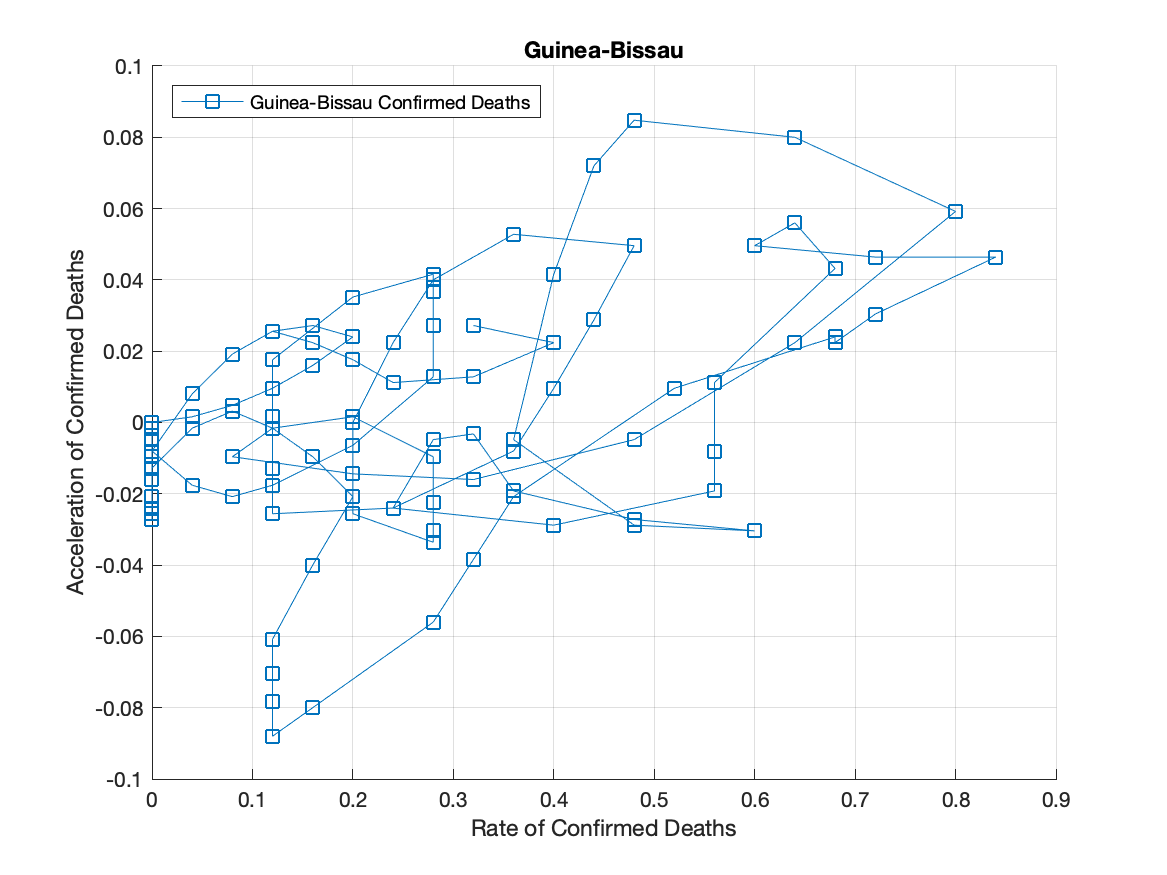 Guinea-Bissau
0.1
Guinea-Bissau Confirmed Deaths
0.08
0.06
0.04
0.02
0
-0.02
-0.04
-0.06
-0.08
-0.1
Acceleration of Confirmed Deaths
0 0.1 0.2 0.3 0.4 0.5 0.6 0.7 0.8 0.9
Rate of Confirmed Deaths